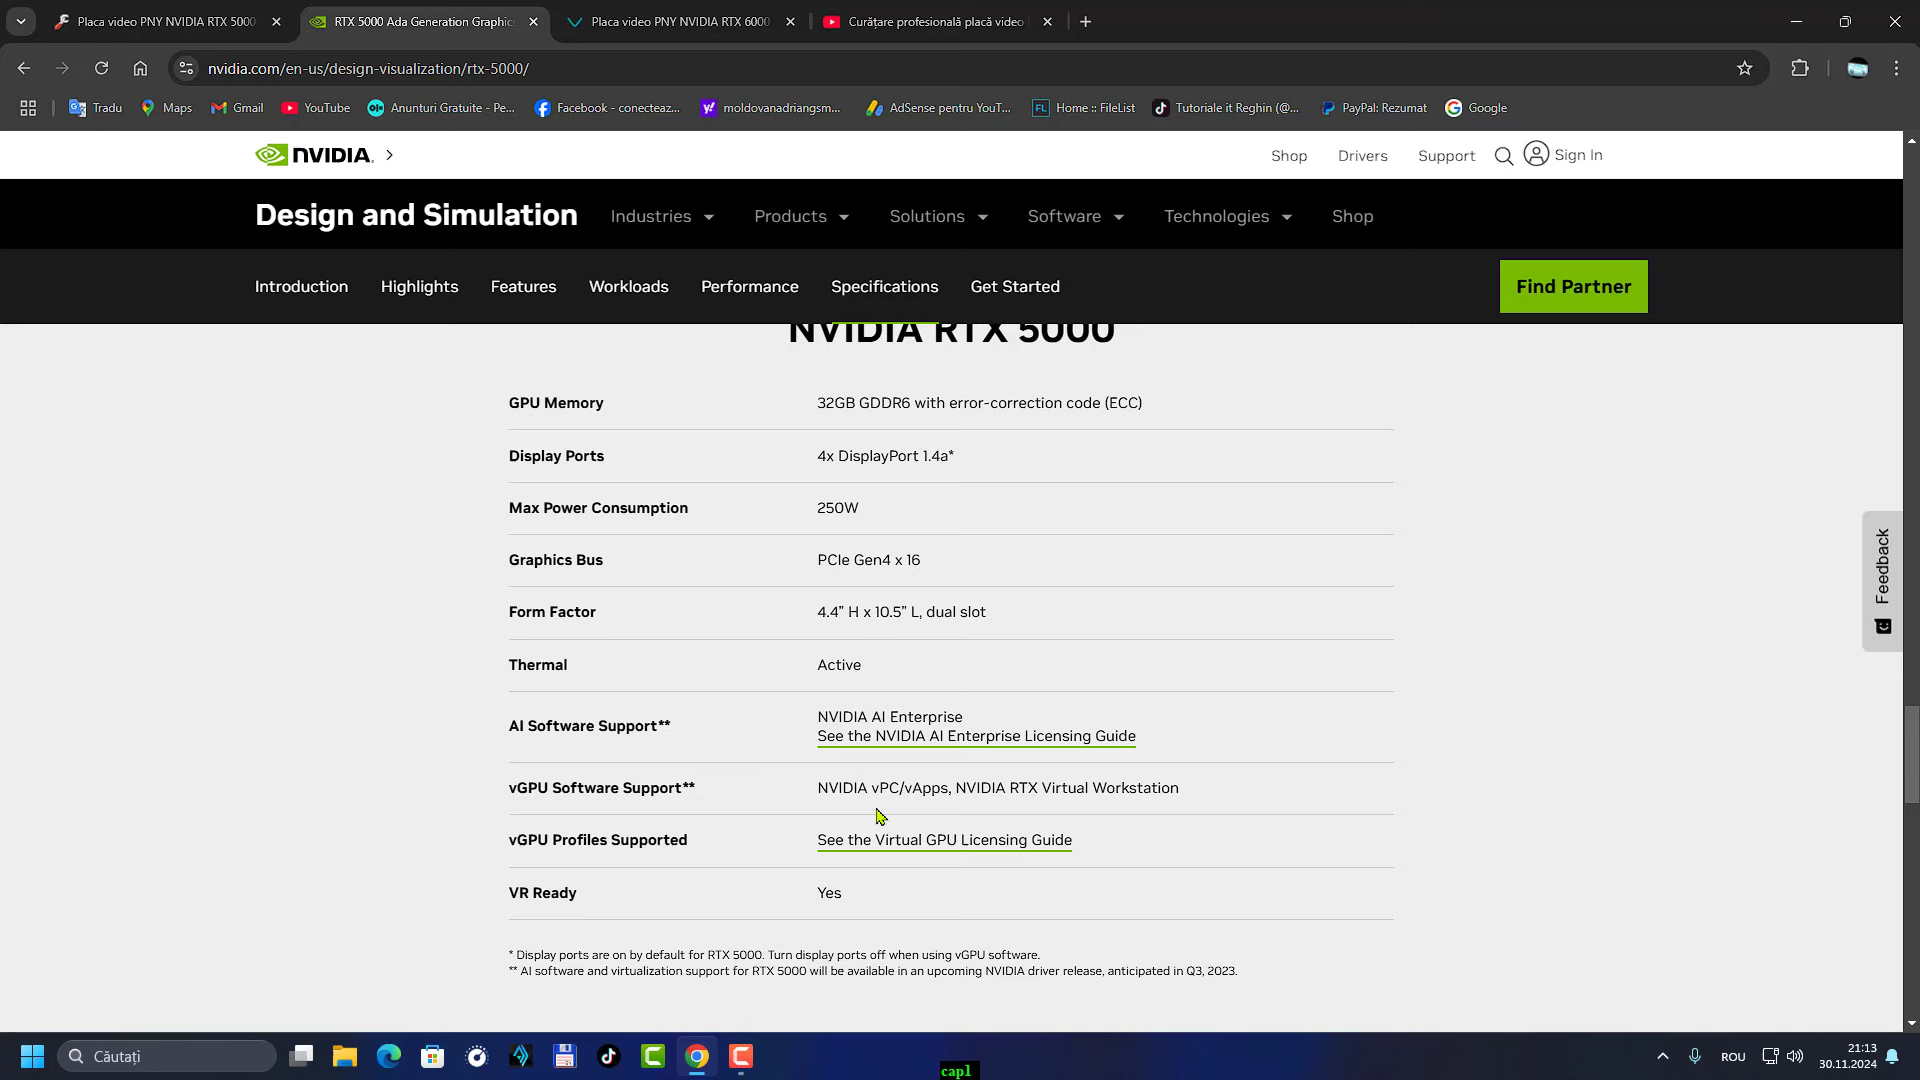 Placa video PNY NVIDIA RTX 5000
RTX 5000 Ada Generation Graphics
Placa video PNY NVIDIA RTX 6000
Curățare profesională placă video
nvidia.com/en-us/design-visualization/rtx-5000/
Tradu
Maps
Gmail
YouTube
Anunturi Gratuite - Pe...
Facebook - conecteaz...
moldovanadriangsm...
AdSense pentru YouT...
Home :: FileList
Tutoriale it Reghin (@...
PayPal: Rezumat
Google
NVIDIA.
Shop
Drivers
Support
Sign In
Design and Simulation
Industries
Products
Solutions
Software
Technologies
Shop
Introduction
Highlights
Features
Workloads
Performance
Specifications
Get Started
Find Partner
NVIDIA RTX 5000
GPU Memory
32GB GDDR6 with error-correction code (ECC)
Display Ports
4x DisplayPort 1.4a*
Max Power Consumption
250W
Graphics Bus
PCIe Gen4 x 16
Form Factor
4.4” H x 10.5” L, dual slot
Thermal
Active
AI Software Support**
NVIDIA AI Enterprise
See the NVIDIA AI Enterprise Licensing Guide
vGPU Software Support**
NVIDIA vPC/vApps, NVIDIA RTX Virtual Workstation
vGPU Profiles Supported
See the Virtual GPU Licensing Guide
VR Ready
Yes
* Display ports are on by default for RTX 5000. Turn display ports off when using vGPU software.
** AI software and virtualization support for RTX 5000 will be available in an upcoming NVIDIA driver release, anticipated in Q3, 2023.
Feedback
Căutați
capl
ROU
21:13
30.11.2024